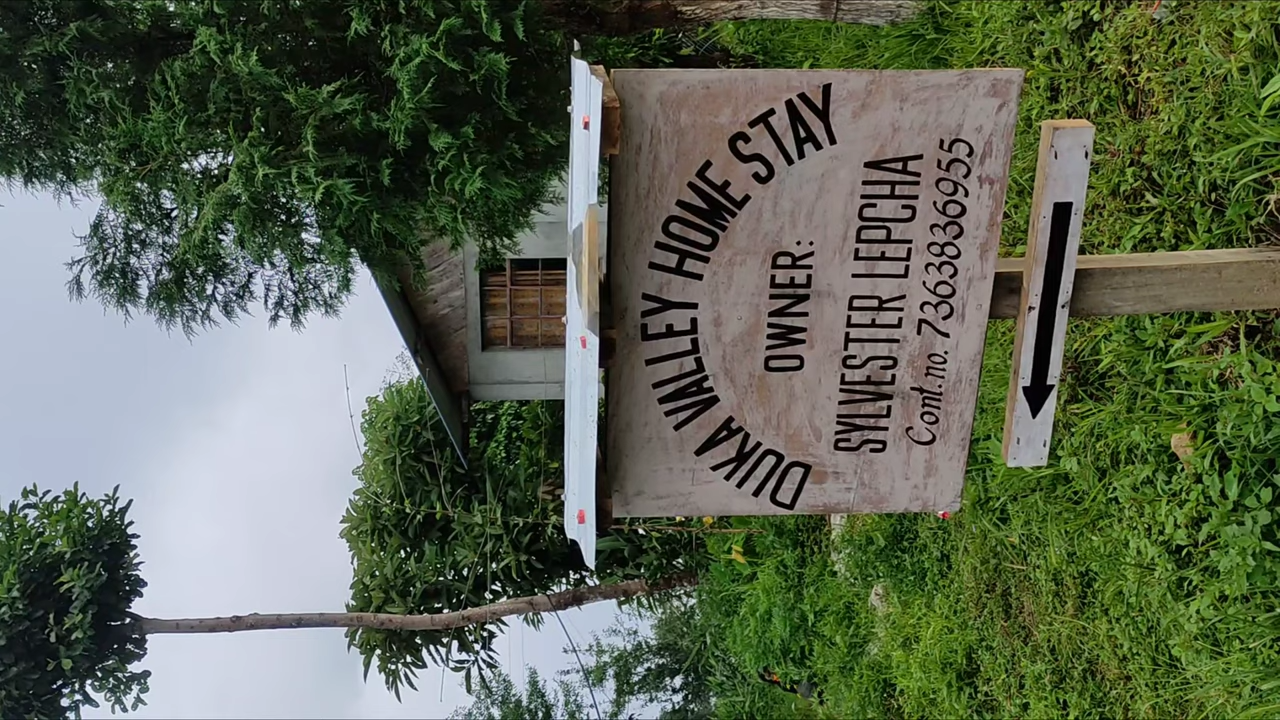 DUKA VALLEY HOME STAY
OWNER:
SYLVESTER LEPCHA
Cont.no. 7363836955